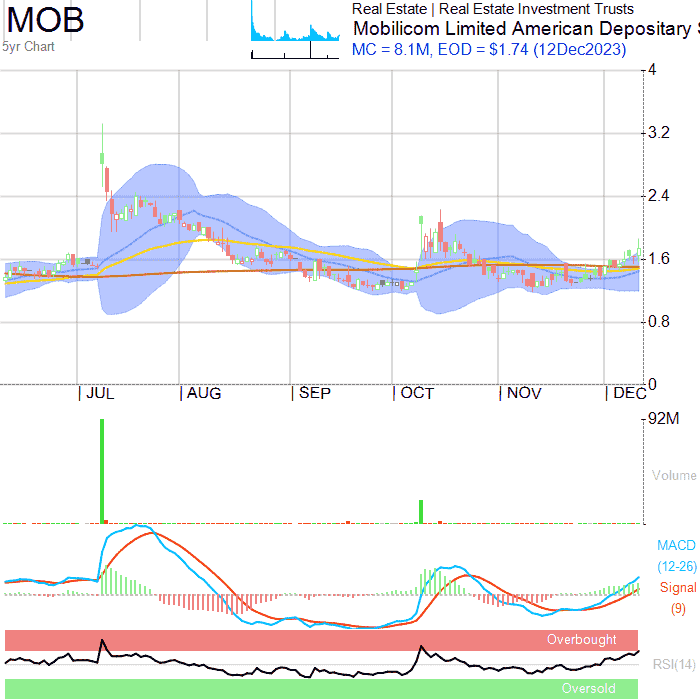 MOB
5yr Chart
Real Estate | Real Estate Investment Trusts
Mobilicom Limited American Depositary S
MC = 8.1M, EOD = $1.74 (12Dec2023)
4
3.2
2.4
1.6
0.8
0
JUL AUG SEP OCT NOV DEC
92M
Volume
MACD
(12-26)
Signal
(9)
Overbought
RSI(14)
Oversold